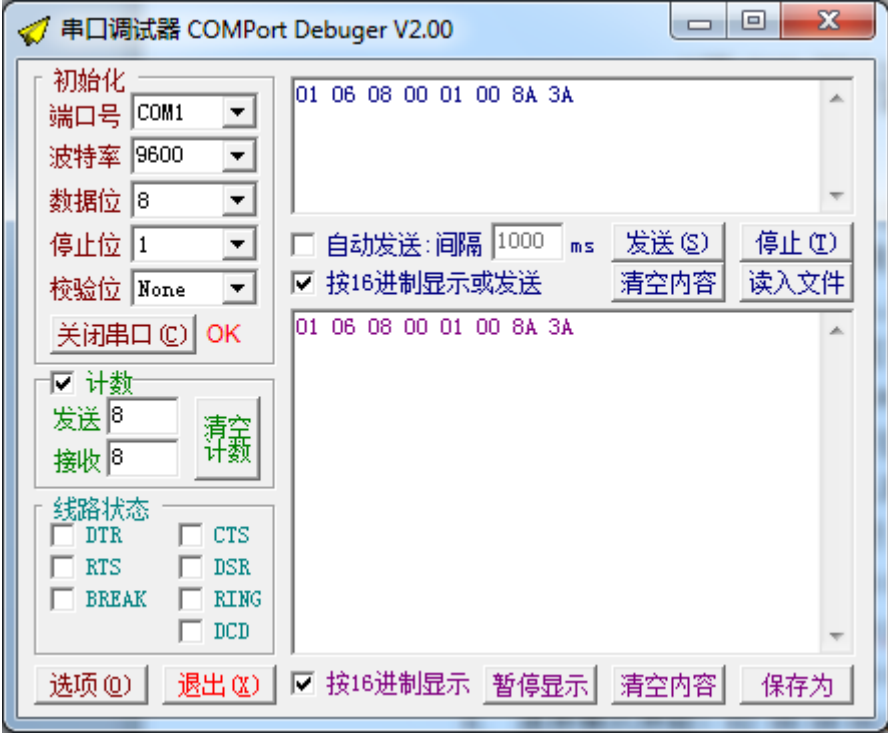 串口调试器 COMPort Debuger V2.00
初始化
端口号 COM1
波特率 9600
数据位 8
停止位 1
校验位 None
关闭串口(C) OK
计数
发送 8
接收 8
清空
计数
线路状态
DTR CTS
RTS DSR
BREAK RING
DCD
选项(O) 退出(X)
01 06 08 00 01 00 8A 3A
自动发送:间隔 1000 ms 发送(S) 停止(T)
按16进制显示或发送 清空内容 读入文件
01 06 08 00 01 00 8A 3A
按16进制显示 暂停显示 清空内容 保存为